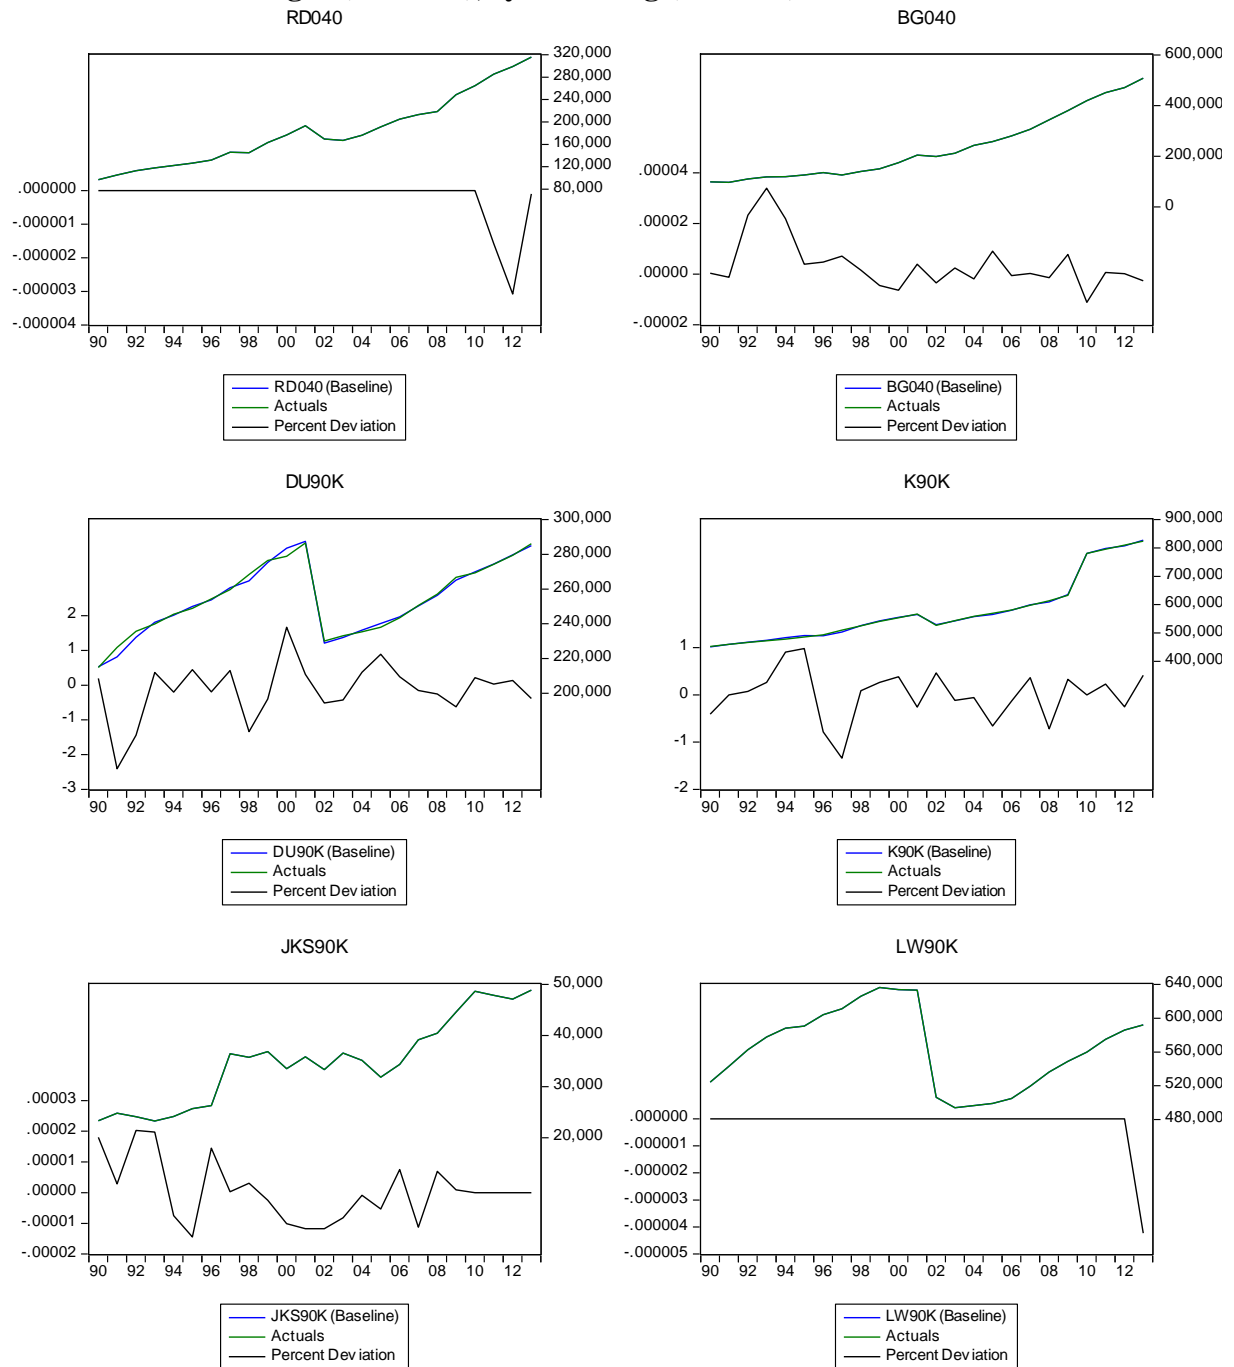 RD040
320,000
280,000
240,000
200,000
160,000
120,000
80,000
.000000
-.000001
-.000002
-.000003
-.000004
90 92 94 96 98 00 02 04 06 08 10 12
RD040 (Baseline)
Actuals
Percent Deviation
BG040
600,000
400,000
200,000
0
.00004
.00002
.00000
-.00002
90 92 94 96 98 00 02 04 06 08 10 12
BG040 (Baseline)
Actuals
Percent Deviation
DU90K
300,000
280,000
260,000
240,000
220,000
200,000
2
1
0
-1
-2
-3
90 92 94 96 98 00 02 04 06 08 10 12
DU90K (Baseline)
Actuals
Percent Deviation
K90K
900,000
800,000
700,000
600,000
500,000
400,000
1
0
-1
-2
90 92 94 96 98 00 02 04 06 08 10 12
K90K (Baseline)
Actuals
Percent Deviation
JKS90K
50,000
40,000
30,000
20,000
.00003
.00002
.00001
.00000
-.00001
-.00002
90 92 94 96 98 00 02 04 06 08 10 12
JKS90K (Baseline)
Actuals
Percent Deviation
LW90K
640,000
600,000
560,000
520,000
480,000
.000000
-.000001
-.000002
-.000003
-.000004
-.000005
90 92 94 96 98 00 02 04 06 08 10 12
LW90K (Baseline)
Actuals
Percent Deviation